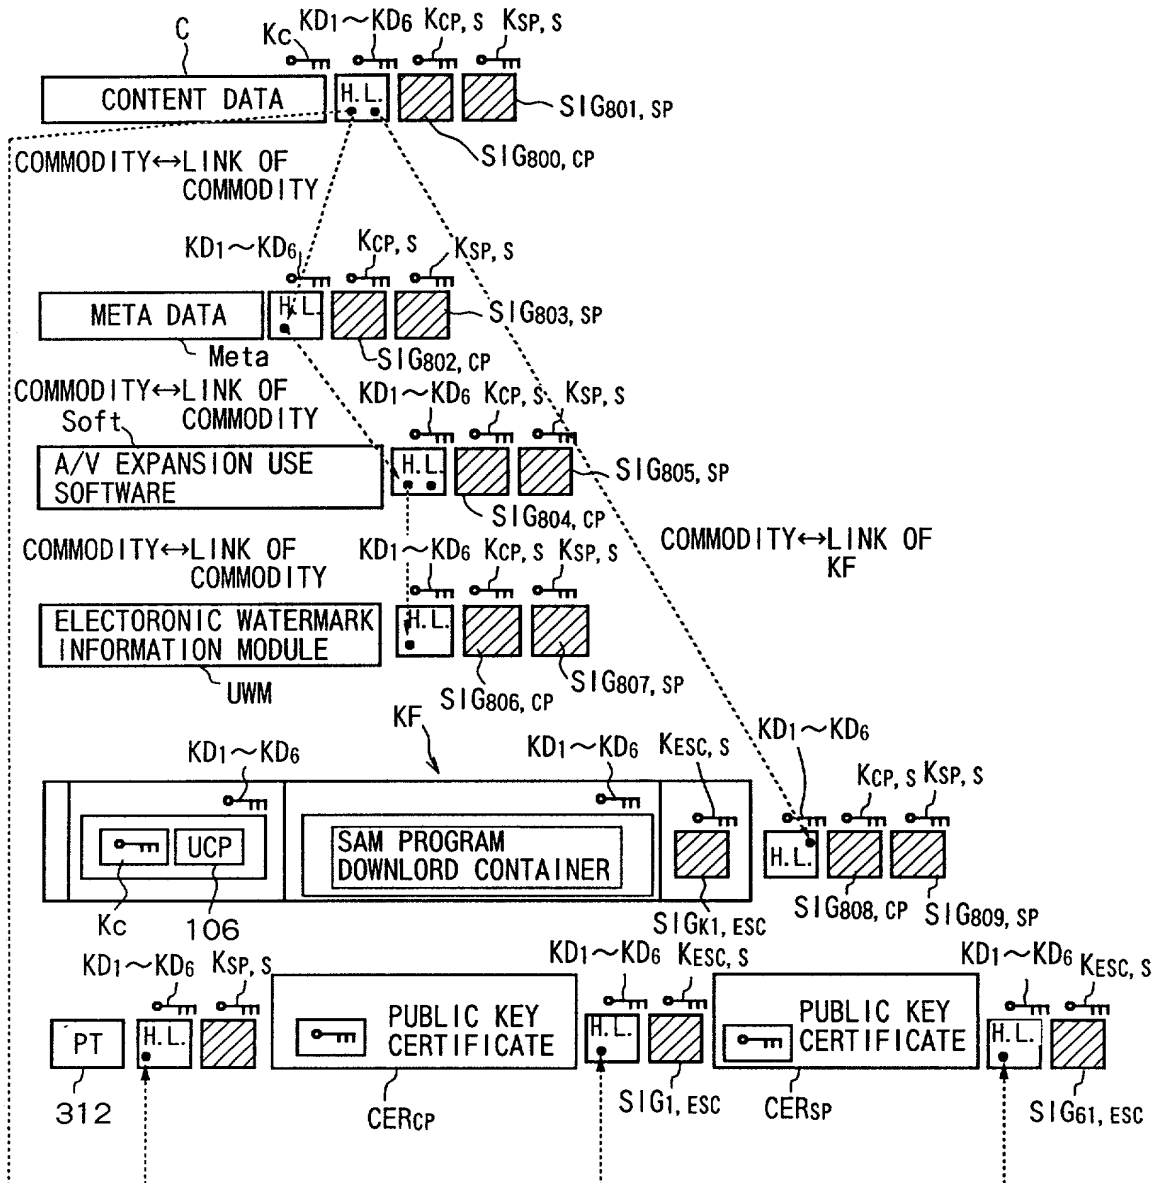 C
Kc
KD1~KD6
KCP, S
KSP, S
CONTENT DATA
H. L.
SIG801, SP
SIG800, CP
COMMODITY↔LINK OF
COMMODITY
KD1~KD6
KCP, S
KSP, S
META DATA
H. L.
SIG803, SP
Meta
SIG802, CP
COMMODITY↔LINK OF
COMMODITY
KD1~KD6
KCP, S
KSP, S
Soft
A/V EXPANSION USE
SOFTWARE
H. L.
SIG805, SP
SIG804, CP
COMMODITY↔LINK OF
KF
COMMODITY↔LINK OF
COMMODITY
KD1~KD6
KCP, S
KSP, S
ELECTORONIC WATERMARK
INFORMATION MODULE
H. L.
UWM
SIG806, CP
SIG807, SP
KF
KD1~KD6
KD1~KD6
KESC, S
KD1~KD6
KCP, S
KSP, S
UCP
SAM PROGRAM
DOWNLORD CONTAINER
H. L.
Kc
106
SIGK1, ESC
SIG808, CP
SIG809, SP
KD1~KD6
KSP, S
KD1~KD6
KESC, S
KD1~KD6
KESC, S
PT
H. L.
PUBLIC KEY
CERTIFICATE
H. L.
PUBLIC KEY
CERTIFICATE
H. L.
312
CERCP
SIG1, ESC
CERSP
SIG61, ESC